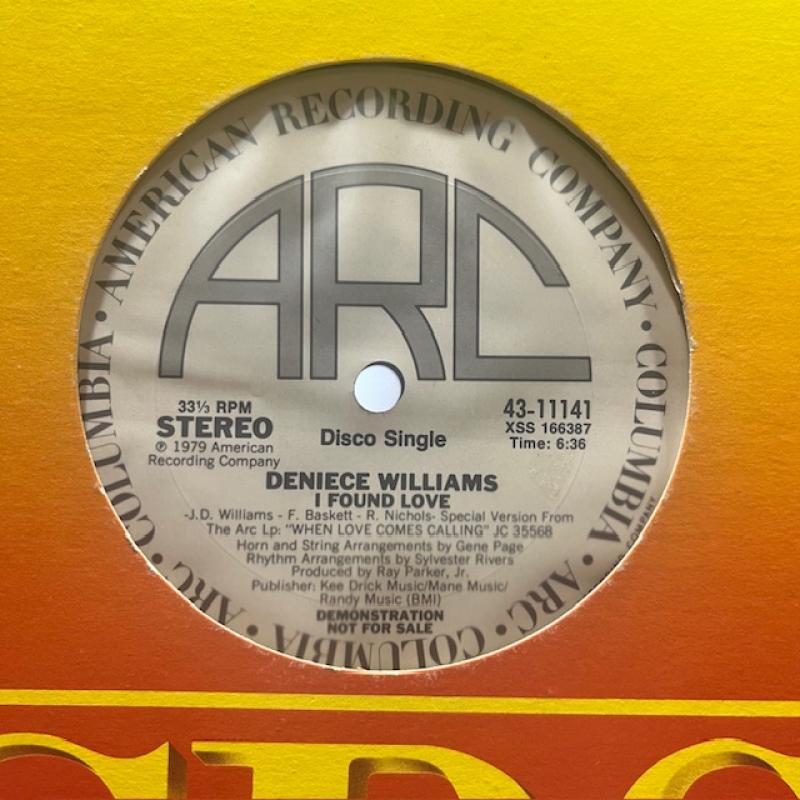 AMERICAN RECORDING COMPANY • COLUMBIA • ARC • COLUMBIA • ARC • COLUMBIA •
ARC
33⅓ RPM
STEREO
℗ 1979 American
Recording Company
Disco Single
43-11141
XSS 166387
Time: 6:36
DENIECE WILLIAMS
I FOUND LOVE
-J.D. Williams - F. Baskett - R. Nichols- Special Version From
The Arc Lp: "WHEN LOVE COMES CALLING" JC 35568
Horn and String Arrangements by Gene Page
Rhythm Arrangements by Sylvester Rivers
Produced by Ray Parker, Jr.
Publisher: Kee Drick Music/Mane Music/
Randy Music (BMI)
DEMONSTRATION
NOT FOR SALE
COMPANY